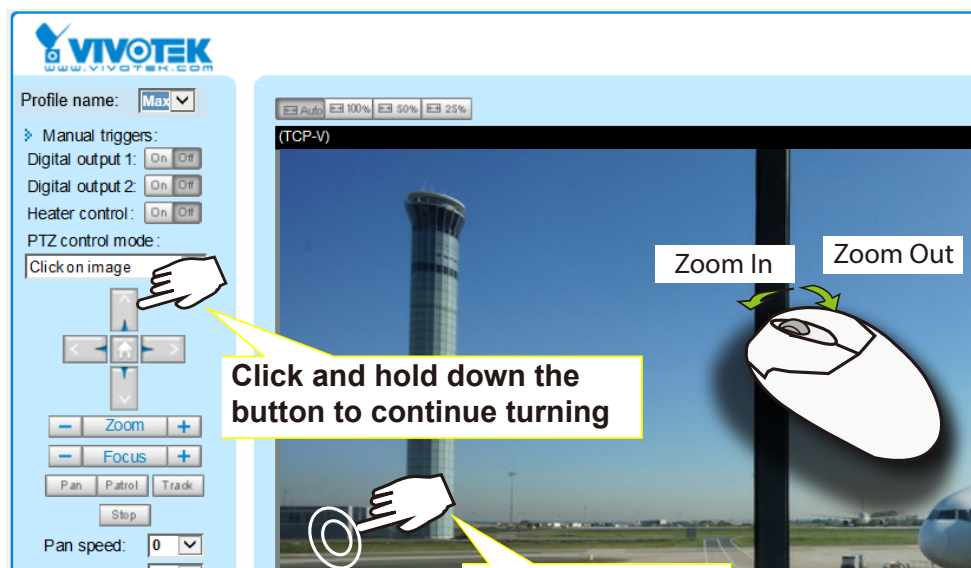 VIVOTEK
www.vivotek.com
Profile name: Max
Manual triggers:
Digital output 1: On Off
Digital output 2: On Off
Heater control: On Off
PTZ control mode:
Click on image
Zoom
Focus
Pan Patrol Track
Stop
Pan speed: 0
Auto 100% 50% 25%
(TCP-V)
Zoom In
Zoom Out
Click and hold down the
button to continue turning